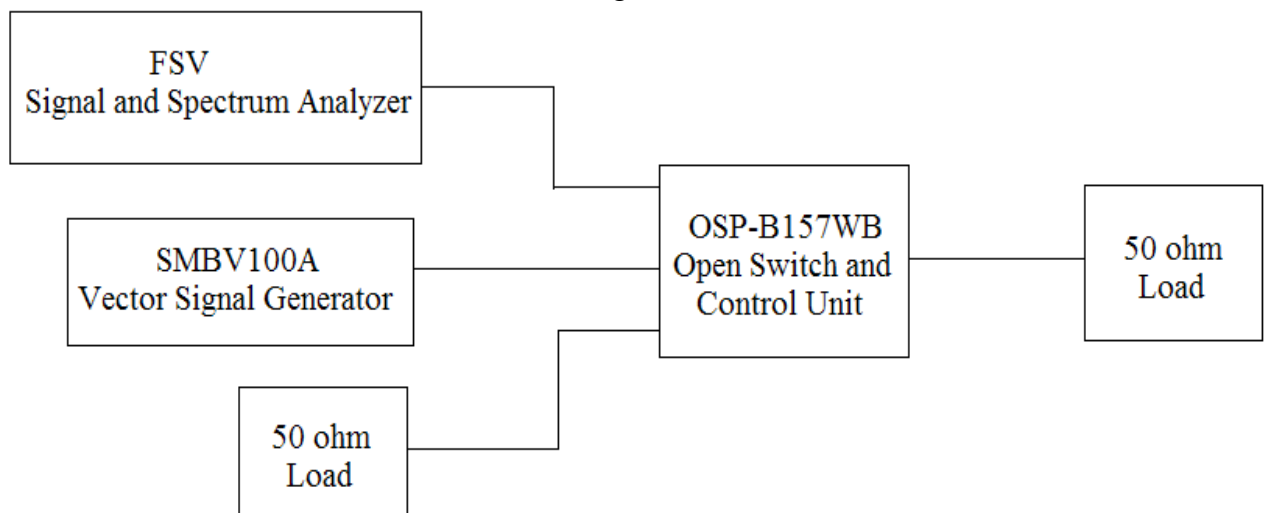 FSV
Signal and Spectrum Analyzer
SMBV100A
Vector Signal Generator
50 ohm
Load
OSP-B157WB
Open Switch and
Control Unit
50 ohm
Load